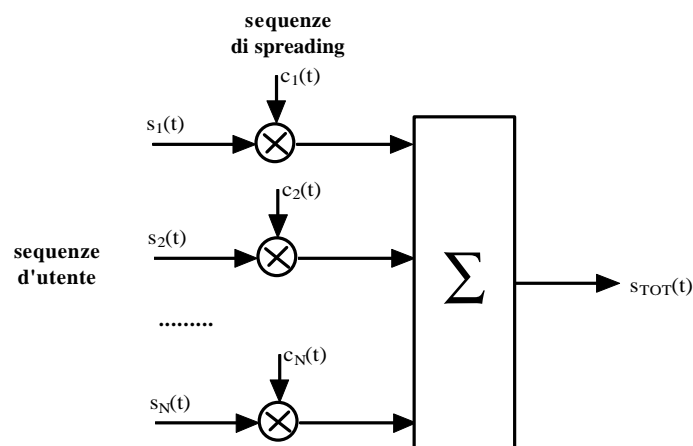 sequenze
di spreading
c1(t)
s1(t)
c2(t)
s2(t)
sequenze
d'utente
Σ
sTOT(t)
.........
cN(t)
sN(t)